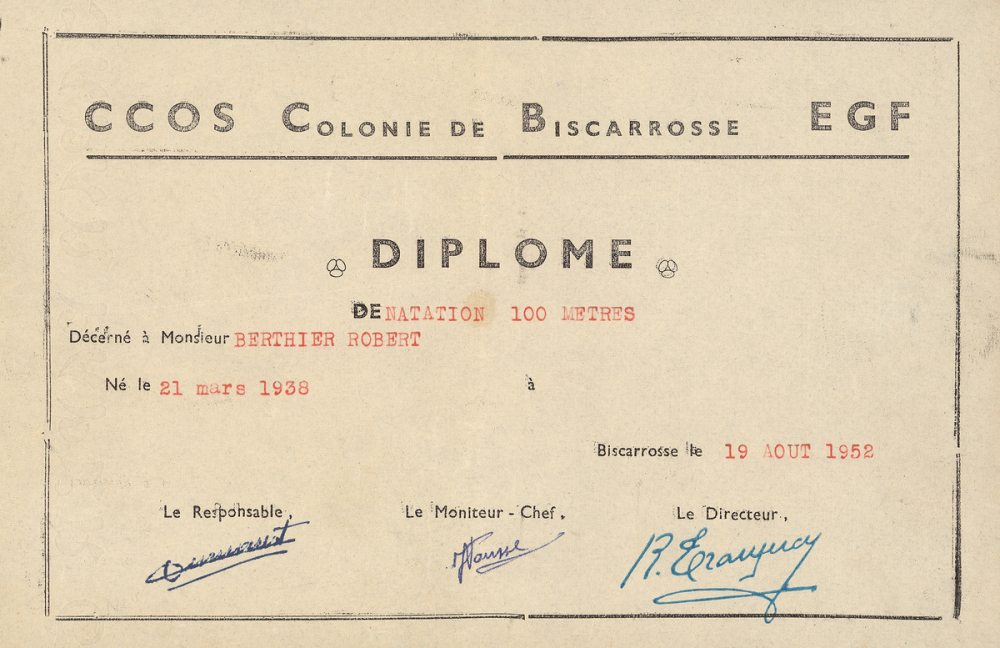 CCOS COLONIE DE BISCARROSSE EGF
DIPLOME
DE NATATION 100 METRES
Décerné à Monsieur BERTHIER ROBERT
Né le 21 mars 1938 à
Biscarrosse le 19 AOUT 1952
Le Responsable, Le Moniteur-Chef, Le Directeur,